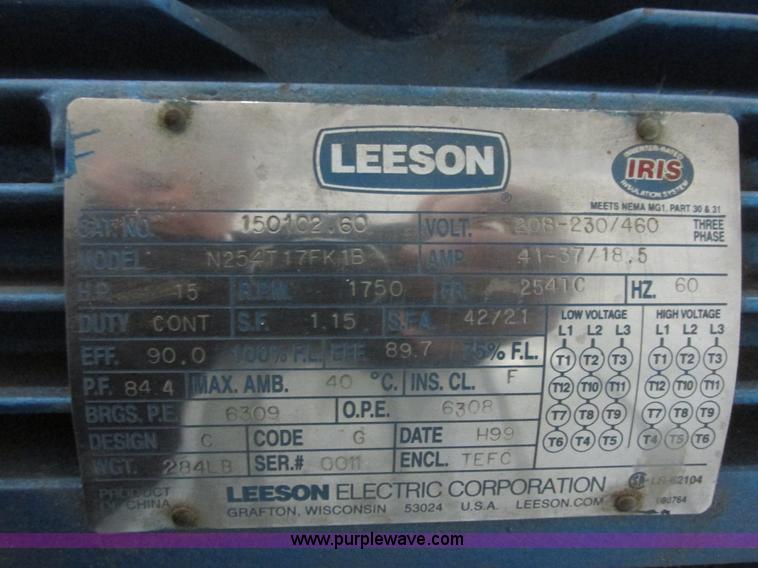 LEESON
®
INVERTER-RATED
IRIS
INSULATION SYSTEM
MEETS NEMA MG1, PART 30 & 31
CAT NO. 150102.60 VOLT. 208-230/460 THREE PHASE
MODEL N254T17FK1B AMP 41-37/18.5
H.P. 15 R.P.M. 1750 FR. 254TC HZ. 60
DUTY CONT S.F. 1.15 S.F.A. 42/21
LOW VOLTAGE HIGH VOLTAGE
L1 L2 L3 L1 L2 L3
EFF. 90.0 100% F.L. EFF. 89.7 75% F.L.
T1 T2 T3 T1 T2 T3
P.F. 84.4 MAX. AMB. 40 °C. INS. CL. F
T12 T10 T11 T12 T10 T11
BRGS. P.E. 6309 O.P.E. 6308
T7 T8 T9 T7 T8 T9
DESIGN C CODE G DATE H99
T6 T4 T5 T4 T5 T6
WGT. 284LB SER.# 0011 ENCL. TEFC
PRODUCT
OF CHINA
LEESON ELECTRIC CORPORATION
GRAFTON, WISCONSIN 53024 U.S.A. LEESON.COM
LR 62104
080764
www.purplewave.com